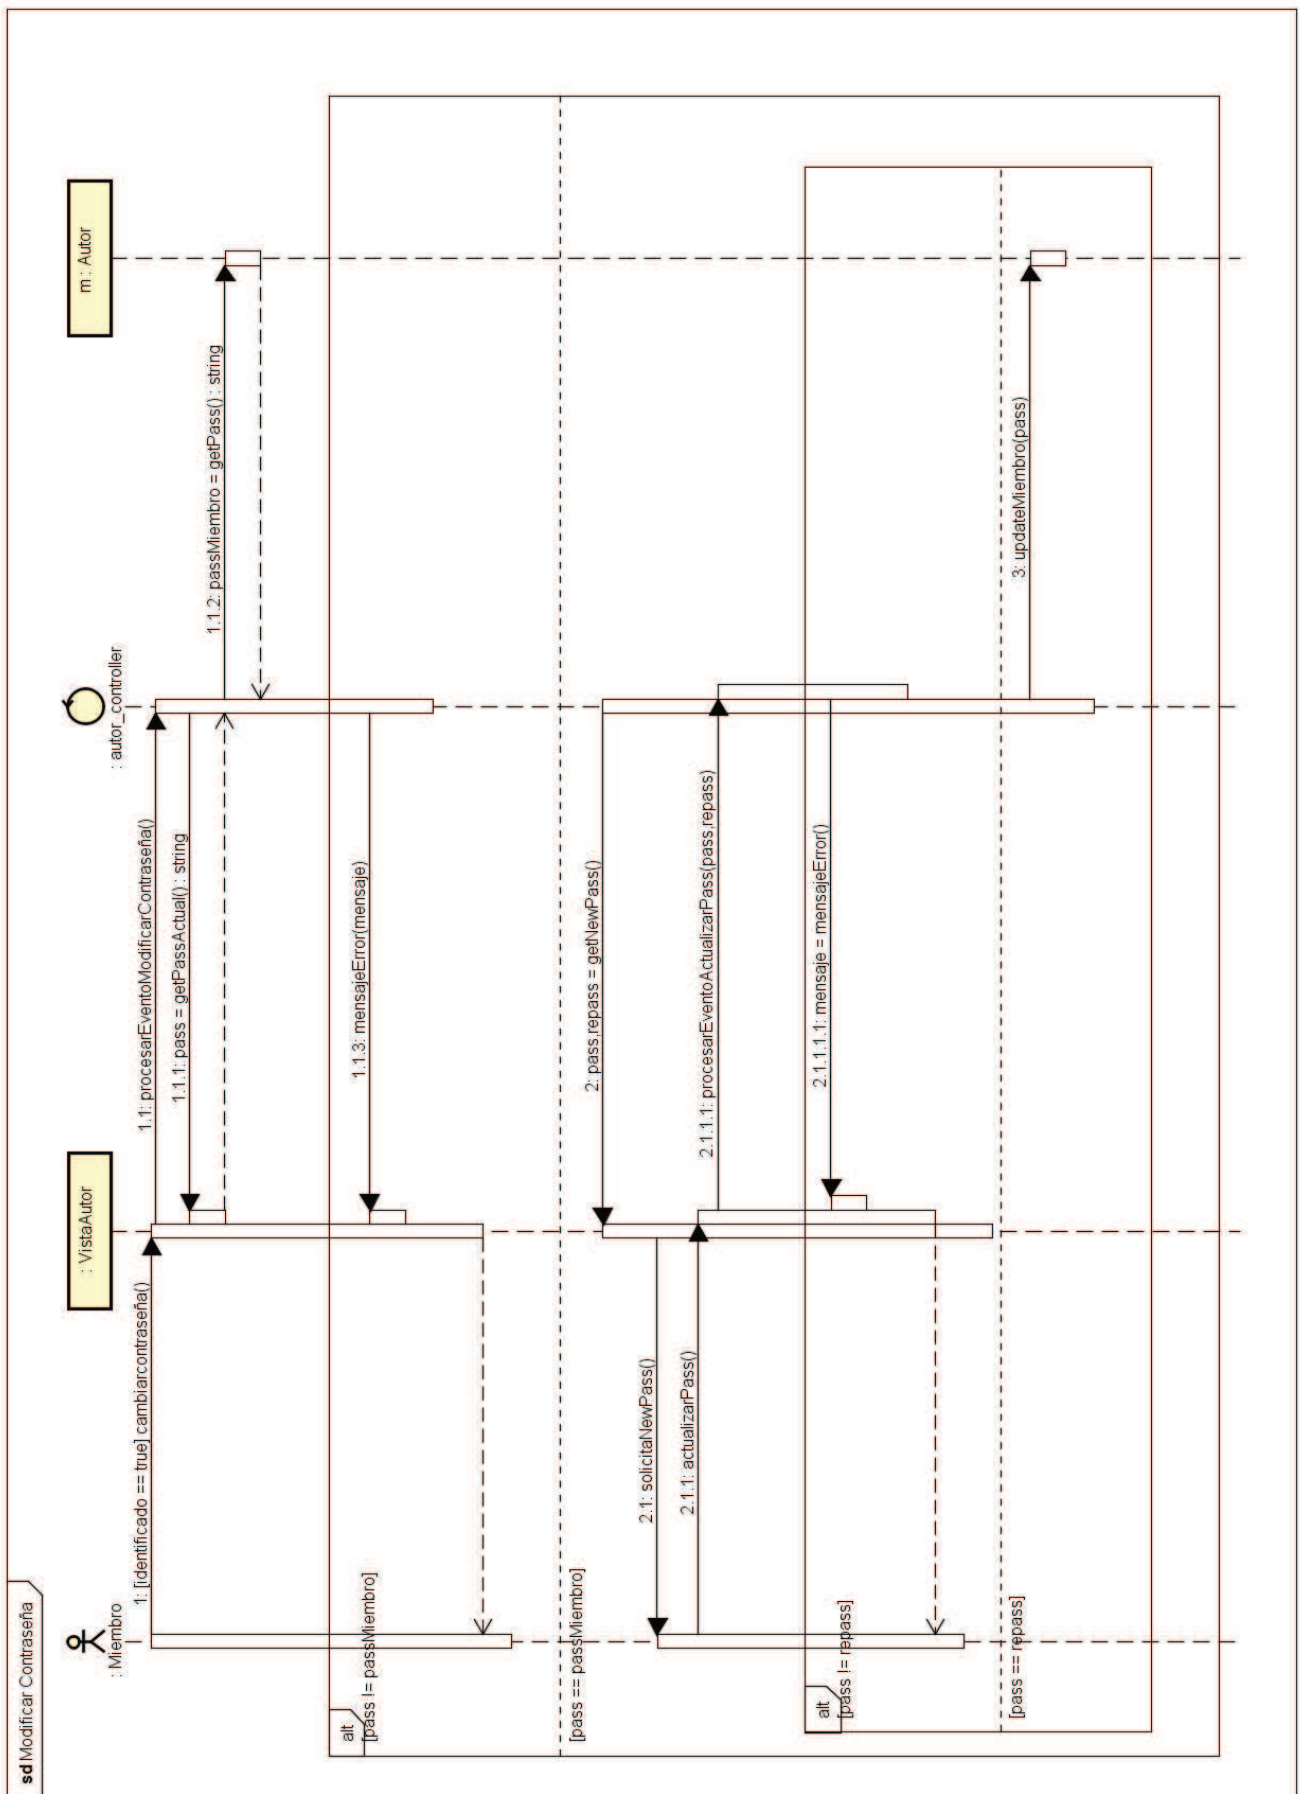 sd Modificar Contraseña
: Miembro
: VistaAutor
: autor_controller
m : Autor
1: [identificado == true] cambiarcontraseña()
1.1: procesarEventoModificarContraseña()
1.1.1: pass = getPassActual() : string
1.1.2: passMiembro = getPass() : string
alt
[pass != passMiembro]
1.1.3: mensajeError(mensaje)
[pass == passMiembro]
2: pass,repass = getNewPass()
2.1: solicitaNewPass()
2.1.1: actualizarPass()
2.1.1.1: procesarEventoActualizarPass(pass,repass)
alt
[pass != repass]
2.1.1.1.1: mensaje = mensajeError()
[pass == repass]
3: updateMiembro(pass)